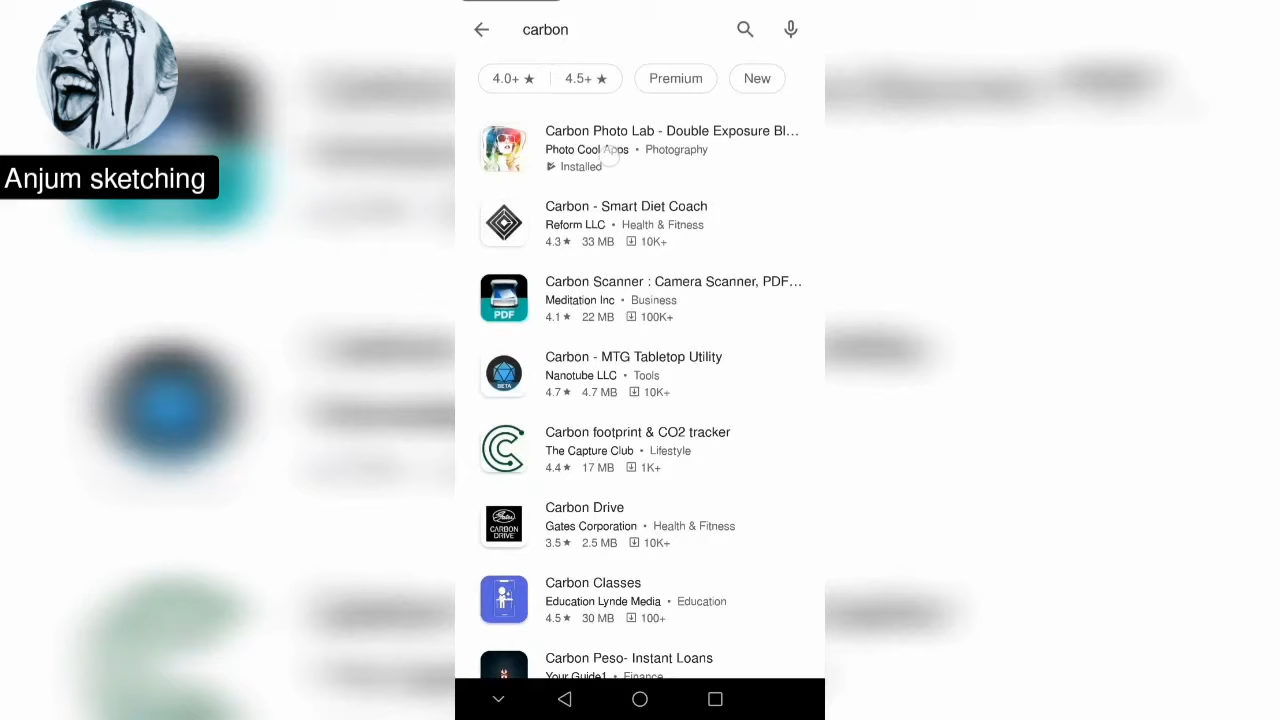 Anjum sketching
carbon
4.0+ ★ 4.5+ ★ Premium New
Carbon Photo Lab - Double Exposure Bl...
Photo Cool Apps • Photography
Installed
Carbon - Smart Diet Coach
Reform LLC • Health & Fitness
4.3★ 33 MB 10K+
Carbon Scanner : Camera Scanner, PDF...
Meditation Inc • Business
4.1★ 22 MB 100K+
PDF
Carbon - MTG Tabletop Utility
Nanotube LLC • Tools
4.7★ 4.7 MB 10K+
BETA
Carbon footprint & CO2 tracker
The Capture Club • Lifestyle
4.4★ 17 MB 1K+
Carbon Drive
Gates Corporation • Health & Fitness
3.5★ 2.5 MB 10K+
Gates
CARBON
DRIVE
Carbon Classes
Education Lynde Media • Education
4.5★ 30 MB 100+
Carbon Peso- Instant Loans
Your Guide1 • Finance